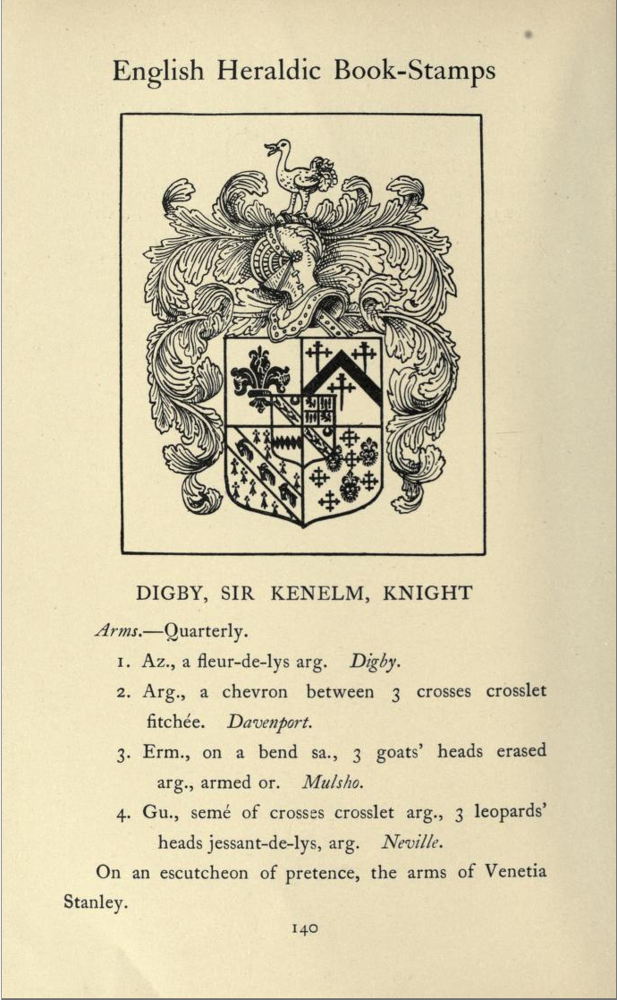 English Heraldic Book-Stamps
DIGBY, SIR KENELM, KNIGHT
Arms.—Quarterly.
1. Az., a fleur-de-lys arg. Digby.
2. Arg., a chevron between 3 crosses crosslet
fitchée. Davenport.
3. Erm., on a bend sa., 3 goats' heads erased
arg., armed or. Mulsho.
4. Gu., semé of crosses crosslet arg., 3 leopards'
heads jessant-de-lys, arg. Neville.
On an escutcheon of pretence, the arms of Venetia
Stanley.
140